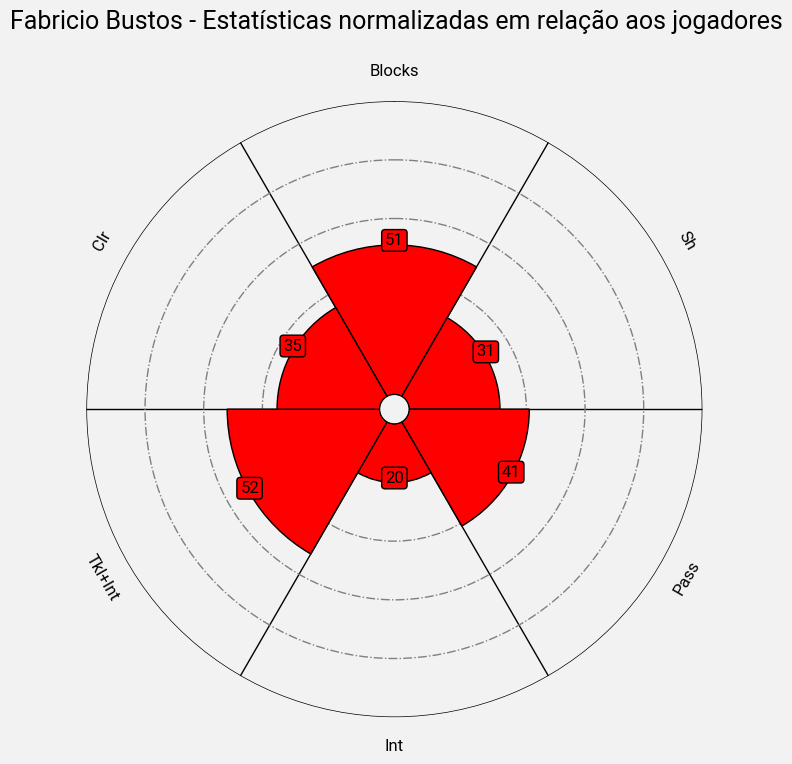 Fabricio Bustos - Estatísticas normalizadas em relação aos jogadores
Blocks
Clr
Sh
51
35
31
52
20
41
Tkl+Int
Pass
Int